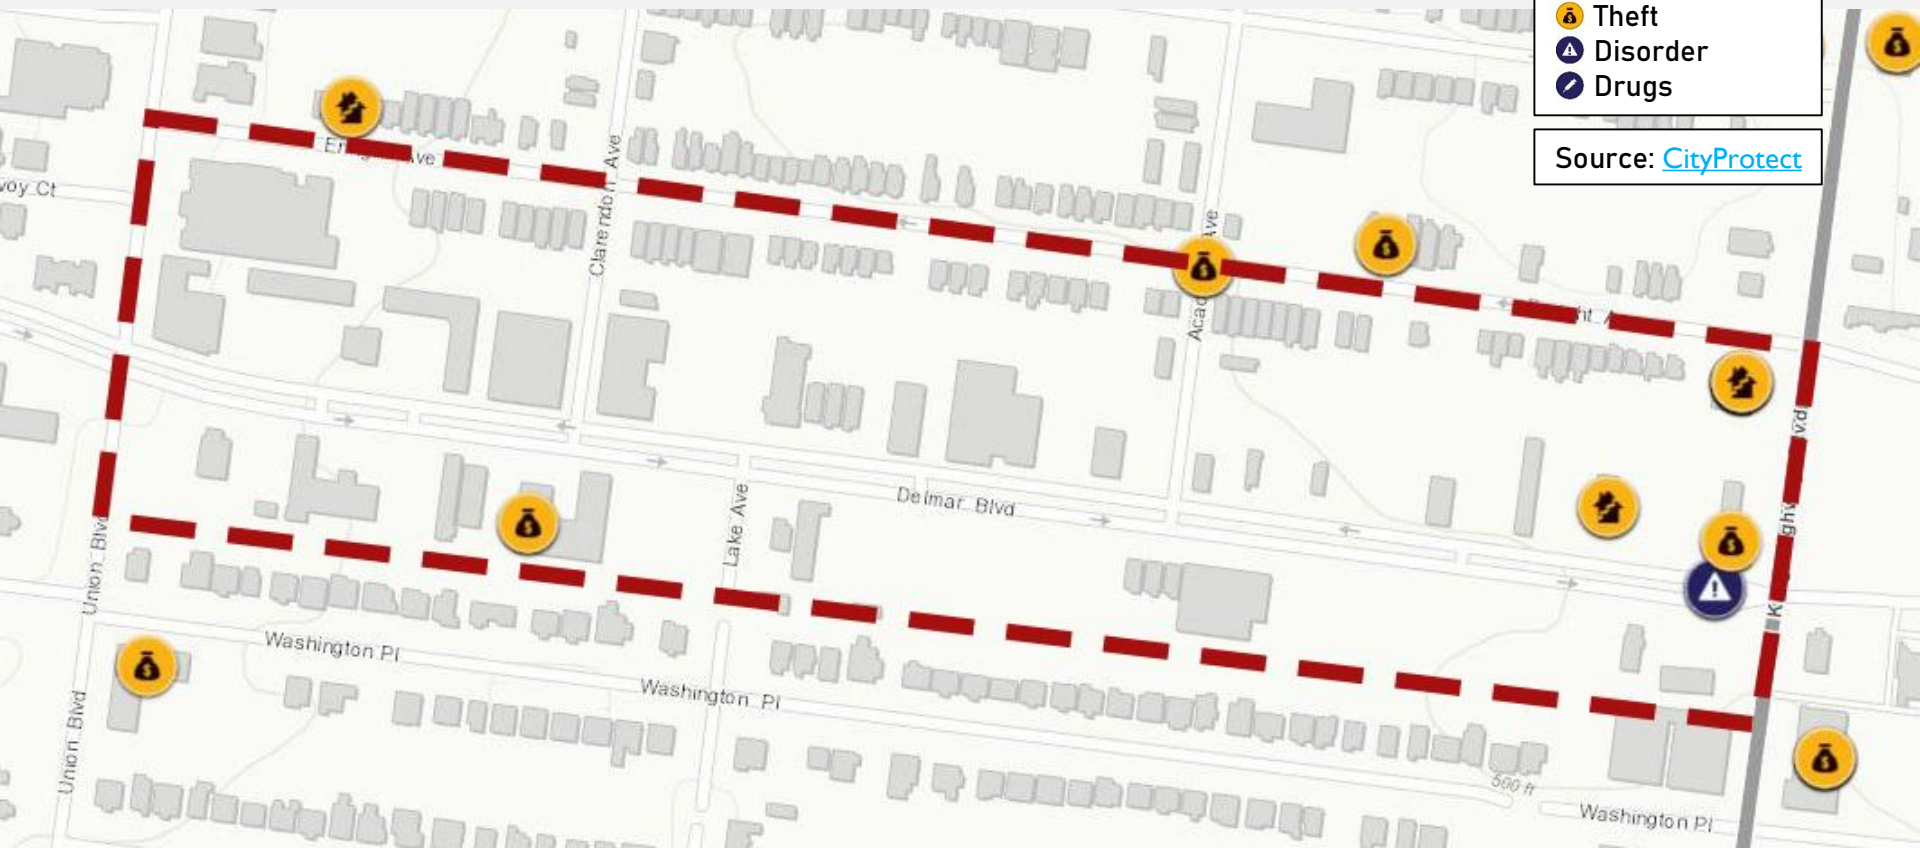 Theft
Disorder
Drugs
Source: CityProtect
Clarendon Ave
Ave
Delmar Blvd
Lake Ave
Union Blvd
Washington Pl
Washington Pl
Union Blvd
500 ft
Washington Pl